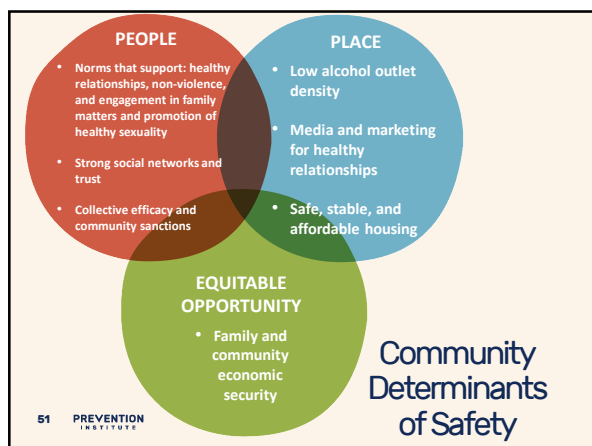 PEOPLE
• Norms that support: healthy
relationships, non-violence,
and engagement in family
matters and promotion of
healthy sexuality
• Strong social networks and
trust
• Collective efficacy and
community sanctions
PLACE
• Low alcohol outlet
density
• Media and marketing
for healthy
relationships
• Safe, stable, and
affordable housing
EQUITABLE
OPPORTUNITY
• Family and
community
economic
security
Community
Determinants
of Safety
51
PREVENTION
INSTITUTE